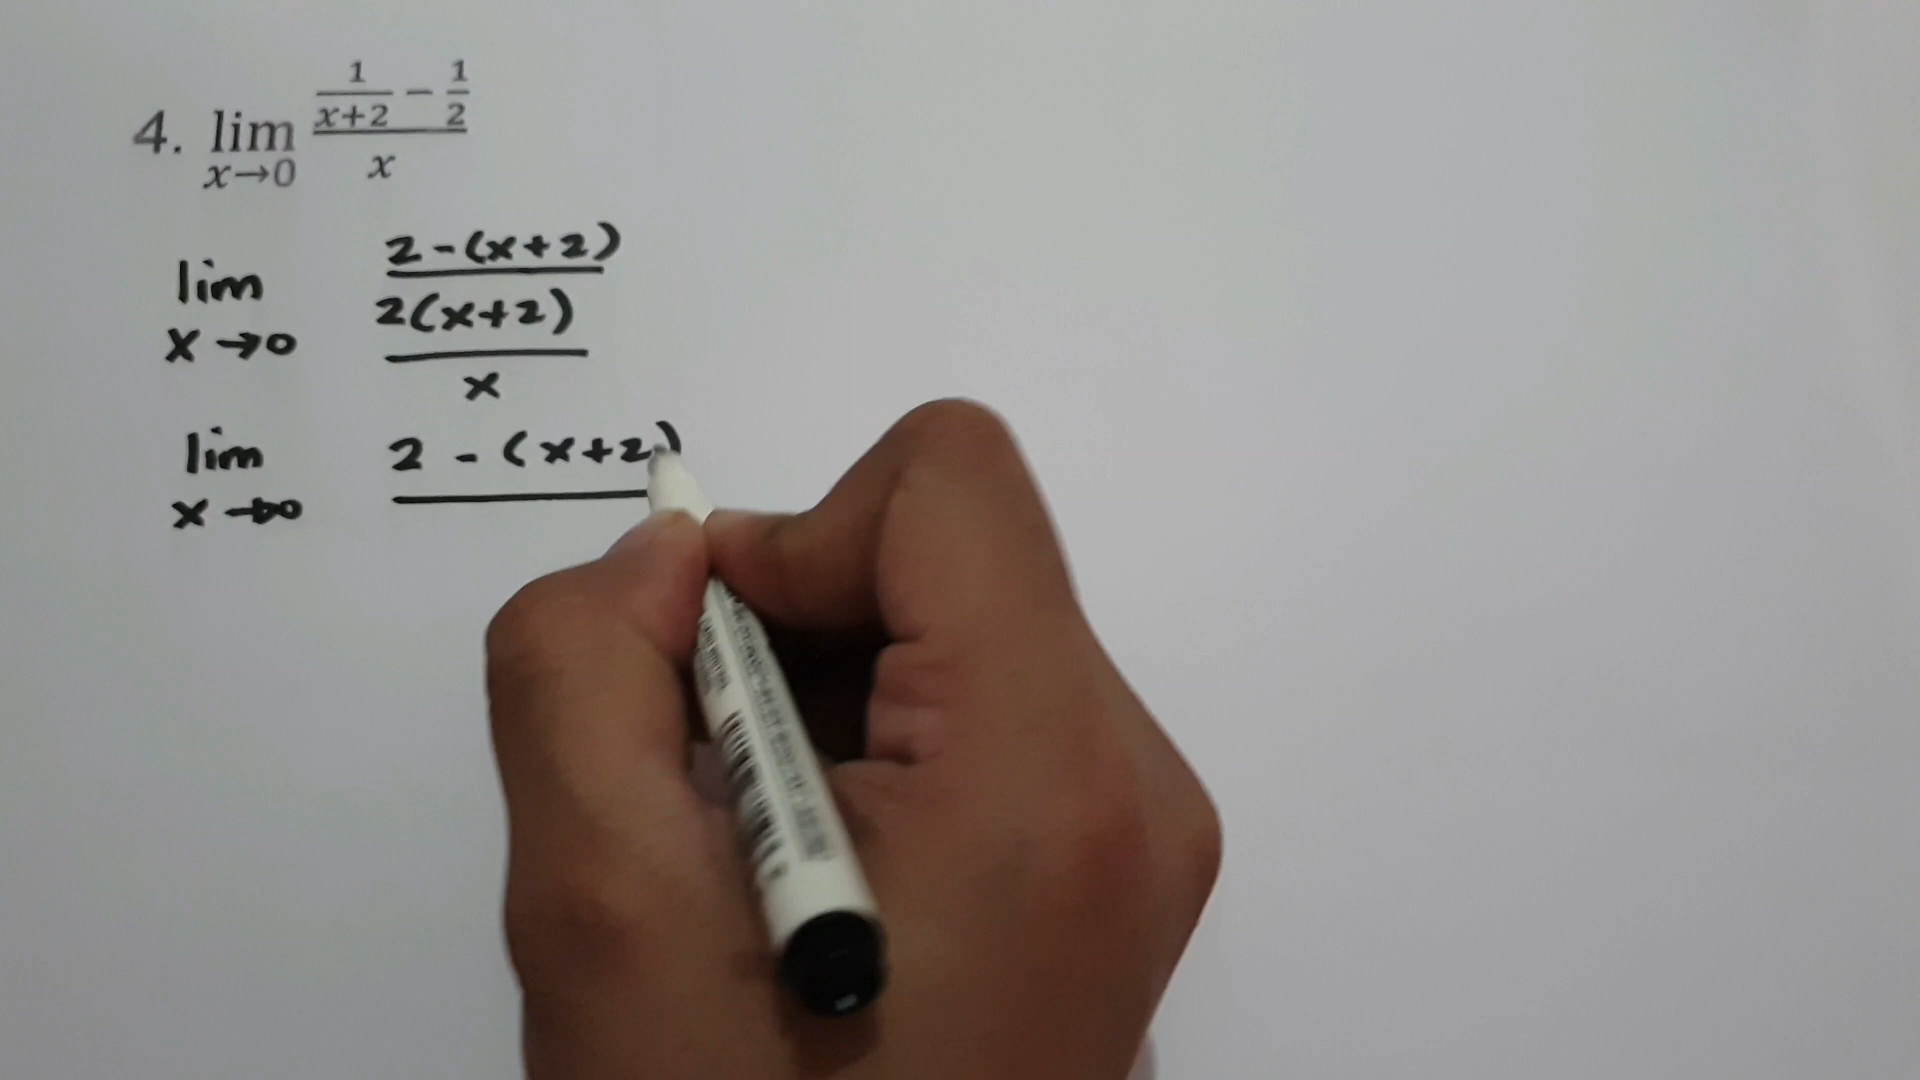 4. lim x→0 (1/(x+2) − 1/2)/x
lim 2-(x+2)
x→0 2(x+2)
x
lim 2 - (x+2)
x→0